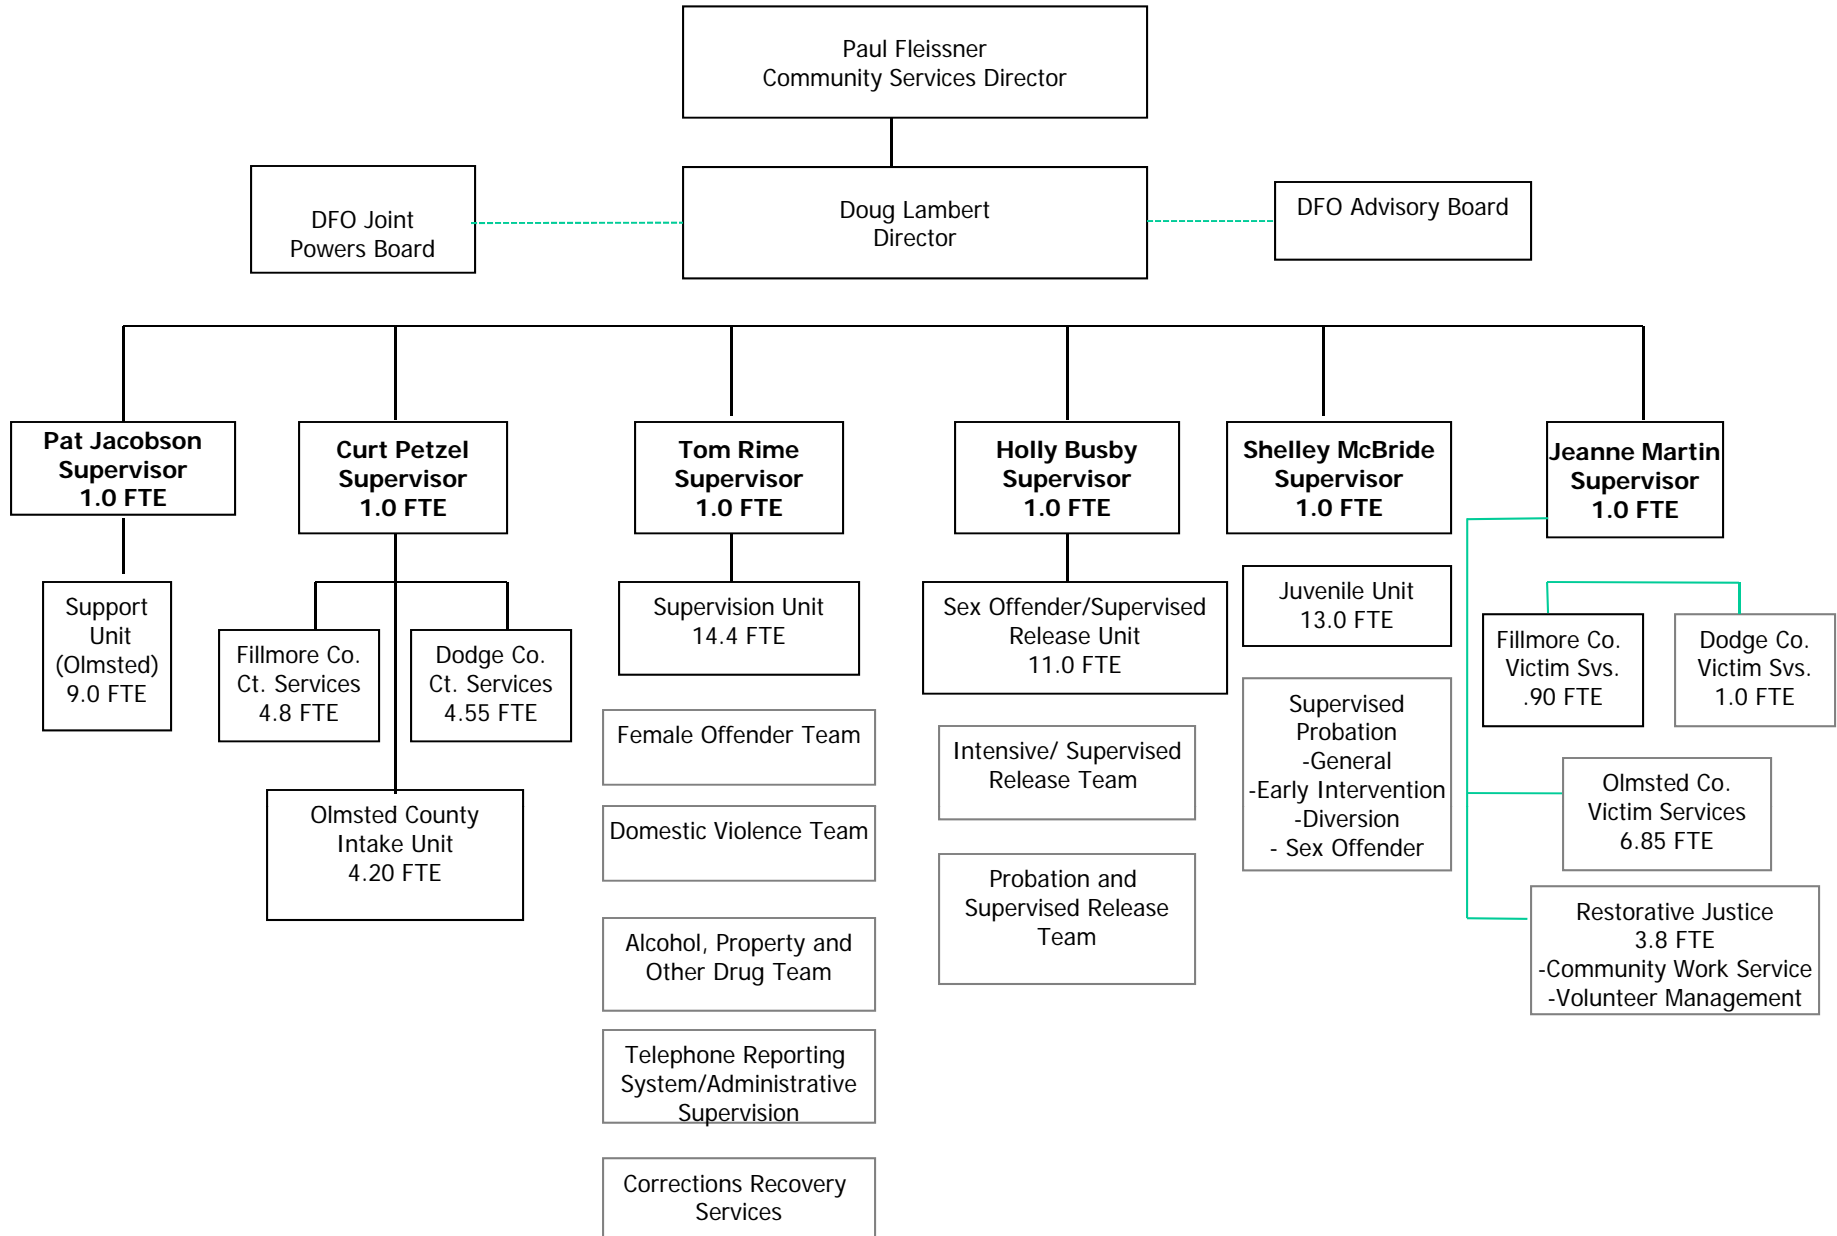 Paul Fleissner
Community Services Director
DFO Joint
Powers Board
Doug Lambert
Director
DFO Advisory Board
Pat Jacobson
Supervisor
1.0 FTE
Curt Petzel
Supervisor
1.0 FTE
Tom Rime
Supervisor
1.0 FTE
Holly Busby
Supervisor
1.0 FTE
Shelley McBride
Supervisor
1.0 FTE
Jeanne Martin
Supervisor
1.0 FTE
Support
Unit
(Olmsted)
9.0 FTE
Fillmore Co.
Ct. Services
4.8 FTE
Dodge Co.
Ct. Services
4.55 FTE
Olmsted County
Intake Unit
4.20 FTE
Supervision Unit
14.4 FTE
Female Offender Team
Domestic Violence Team
Alcohol, Property and
Other Drug Team
Telephone Reporting
System/Administrative
Supervision
Corrections Recovery
Services
Sex Offender/Supervised
Release Unit
11.0 FTE
Intensive/ Supervised
Release Team
Probation and
Supervised Release
Team
Juvenile Unit
13.0 FTE
Supervised
Probation
-General
-Early Intervention
-Diversion
- Sex Offender
Fillmore Co.
Victim Svs.
.90 FTE
Dodge Co.
Victim Svs.
1.0 FTE
Olmsted Co.
Victim Services
6.85 FTE
Restorative Justice
3.8 FTE
-Community Work Service
-Volunteer Management